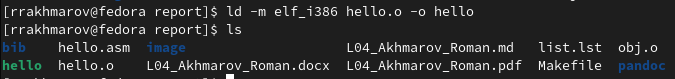 [rrakhmarov@fedora report]$ ld -m elf_i386 hello.o -o hello
[rrakhmarov@fedora report]$ ls
bib hello.asm image L04_Akhmarov_Roman.md list.lst obj.o
hello hello.o L04_Akhmarov_Roman.docx L04_Akhmarov_Roman.pdf Makefile pandoc